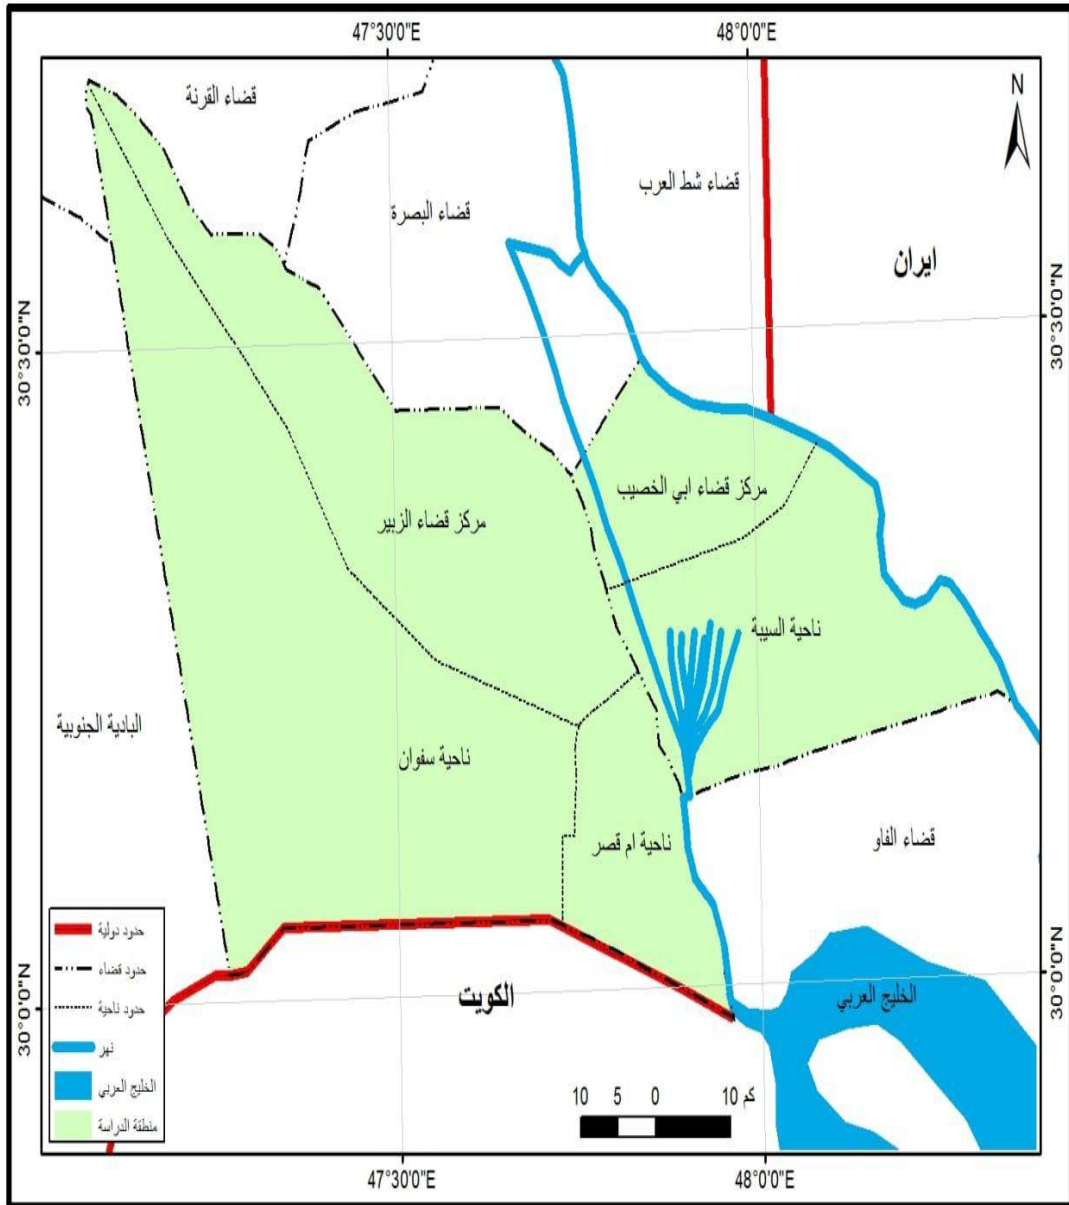 47°30'0"E
48°0'0"E
N
قضاء القرنة
قضاء شط العرب
قضاء البصرة
ايران
30°30'0"N
30°30'0"N
مركز قضاء ابي الخصيب
مركز قضاء الزبير
ناحية السيبة
البادية الجنوبية
ناحية سفوان
ناحية ام قصر
قضاء الفاو
حدود دولية
حدود قضاء
حدود ناحية
نهر
الخليج العربي
منطقة الدراسة
الكويت
الخليج العربي
30°0'0"N
30°0'0"N
10 5 0 10 كم
47°30'0"E
48°0'0"E